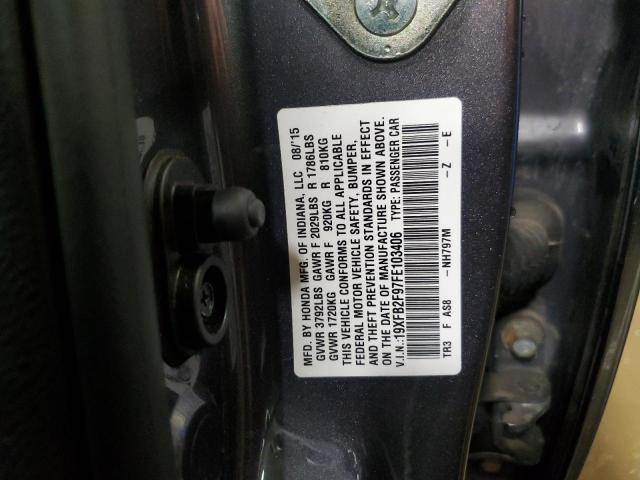 MFD. BY HONDA MFG. OF INDIANA, LLC 08/'15
GVWR 3792LBS GAWR F 2029LBS R 1786LBS
GVWR 1720KG GAWR F 920KG R 810KG
THIS VEHICLE CONFORMS TO ALL APPLICABLE
FEDERAL MOTOR VEHICLE SAFETY, BUMPER,
AND THEFT PREVENTION STANDARDS IN EFFECT
ON THE DATE OF MANUFACTURE SHOWN ABOVE.
V.I.N.:19XFB2F97FE103406 TYPE: PASSENGER CAR
TR3 F AS8 –NH797M –Z –E